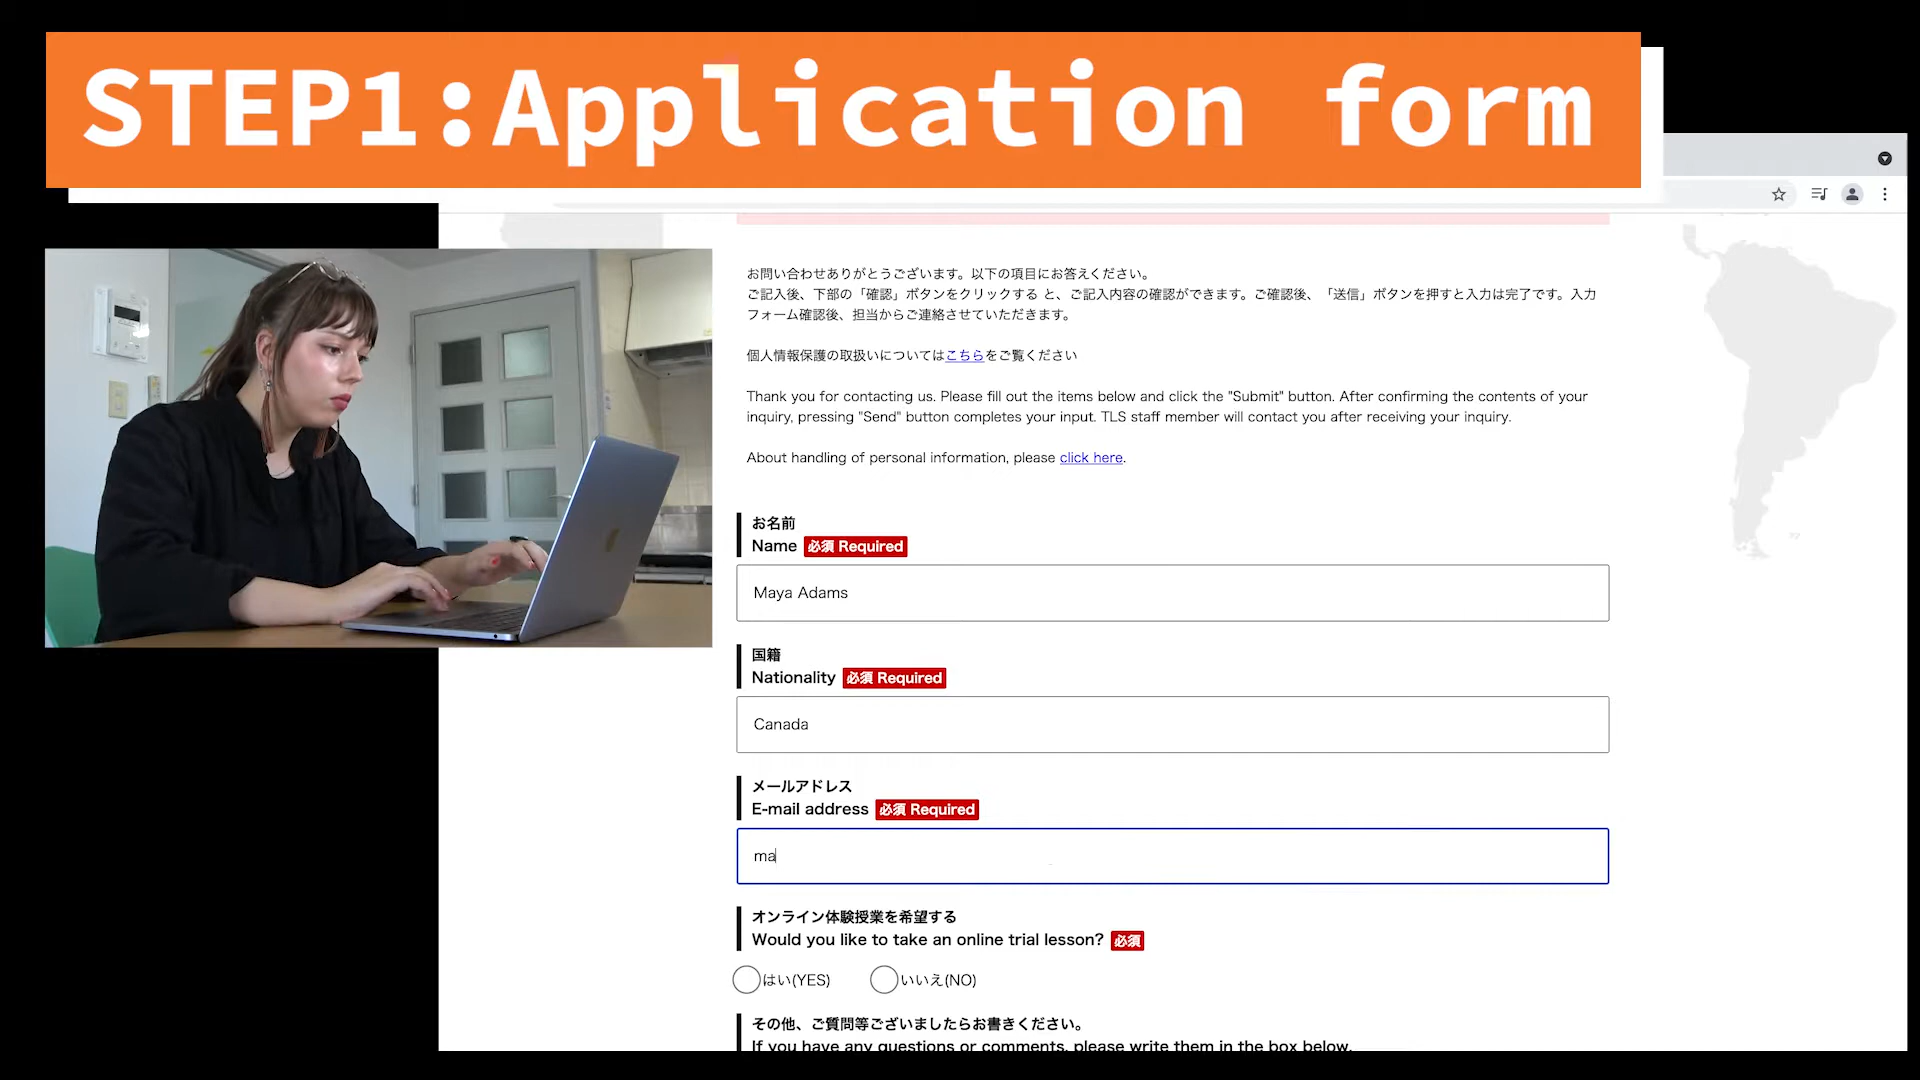 STEP1:Application form
お問い合わせありがとうございます。以下の項目にお答えください。
ご記入後、下部の「確認」ボタンをクリックする と、ご記入内容の確認ができます。ご確認後、「送信」ボタンを押すと入力は完了です。入力
フォーム確認後、担当からご連絡させていただきます。
個人情報保護の取扱いについてはこちらをご覧ください
Thank you for contacting us. Please fill out the items below and click the "Submit" button. After confirming the contents of your
inquiry, pressing "Send" button completes your input. TLS staff member will contact you after receiving your inquiry.
About handling of personal information, please click here.
お名前
Name 必須 Required
Maya Adams
国籍
Nationality 必須 Required
Canada
メールアドレス
E-mail address 必須 Required
ma
オンライン体験授業を希望する
Would you like to take an online trial lesson? 必須
はい(YES) いいえ(NO)
その他、ご質問等ございましたらお書きください。
If you have any questions or comments, please write them in the box below.